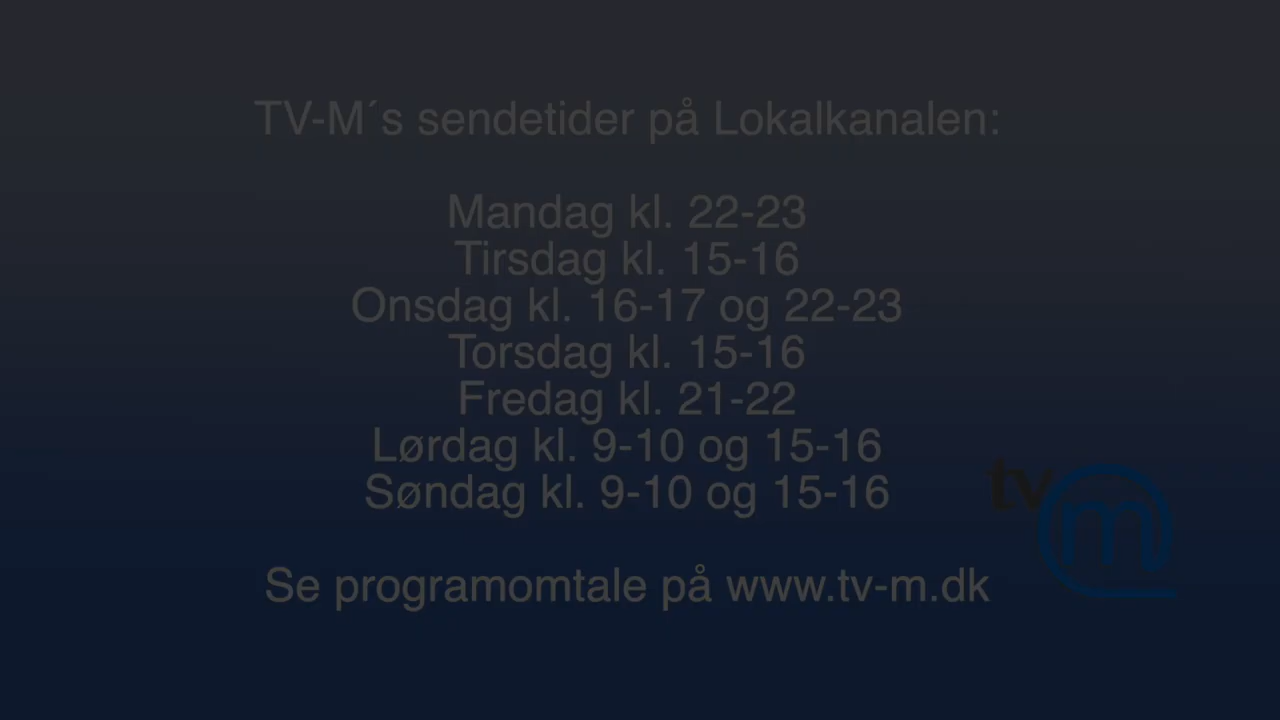 TV-M´s sendetider på Lokalkanalen:
Mandag kl. 22-23
Tirsdag kl. 15-16
Onsdag kl. 16-17 og 22-23
Torsdag kl. 15-16
Fredag kl. 21-22
Lørdag kl. 9-10 og 15-16
Søndag kl. 9-10 og 15-16
tv m
Se programomtale på www.tv-m.dk